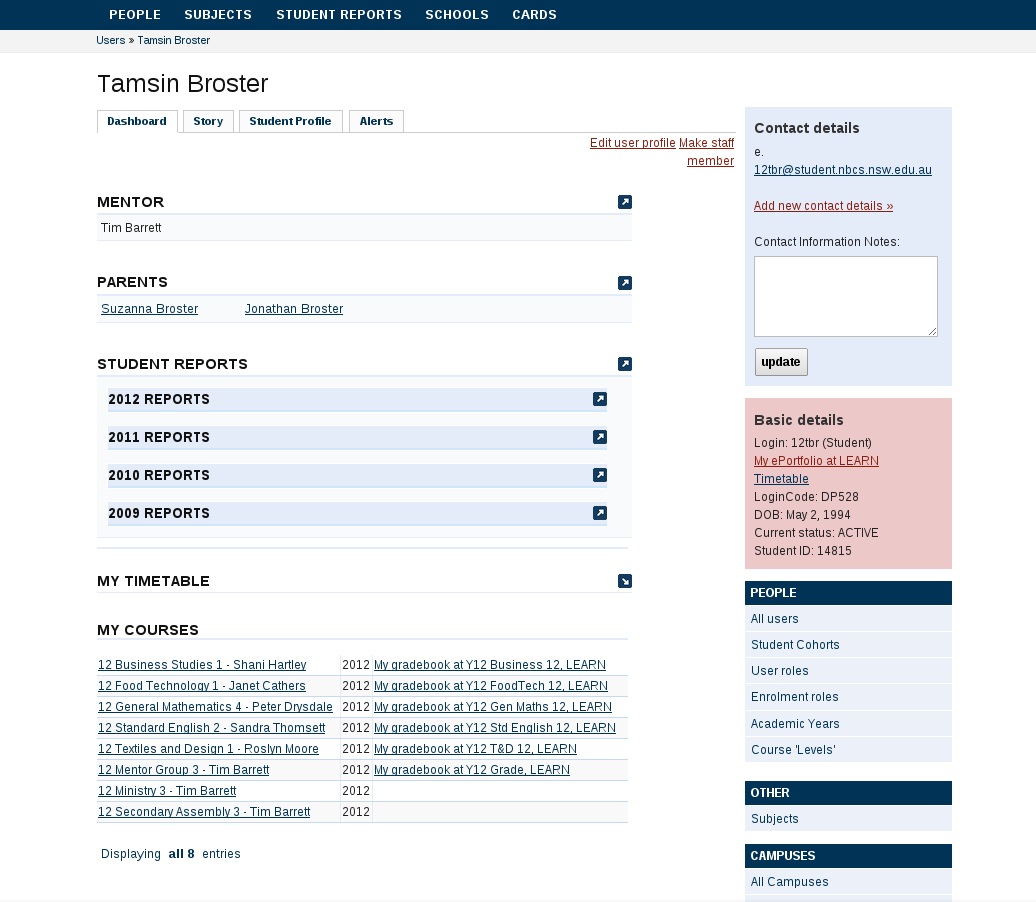 PEOPLE SUBJECTS STUDENT REPORTS SCHOOLS CARDS
Users » Tamsin Broster
Tamsin Broster
Dashboard Story Student Profile Alerts
Edit user profile Make staff
member
MENTOR
Tim Barrett
PARENTS
Suzanna Broster Jonathan Broster
STUDENT REPORTS
2012 REPORTS
2011 REPORTS
2010 REPORTS
2009 REPORTS
MY TIMETABLE
MY COURSES
12 Business Studies 1 - Shani Hartley 2012 My gradebook at Y12 Business 12, LEARN
12 Food Technology 1 - Janet Cathers 2012 My gradebook at Y12 FoodTech 12, LEARN
12 General Mathematics 4 - Peter Drysdale 2012 My gradebook at Y12 Gen Maths 12, LEARN
12 Standard English 2 - Sandra Thomsett 2012 My gradebook at Y12 Std English 12, LEARN
12 Textiles and Design 1 - Roslyn Moore 2012 My gradebook at Y12 T&D 12, LEARN
12 Mentor Group 3 - Tim Barrett 2012 My gradebook at Y12 Grade, LEARN
12 Ministry 3 - Tim Barrett 2012
12 Secondary Assembly 3 - Tim Barrett 2012
Displaying all 8 entries
Contact details
e.
12tbr@student.nbcs.nsw.edu.au
Add new contact details »
Contact Information Notes:
update
Basic details
Login: 12tbr (Student)
My ePortfolio at LEARN
Timetable
LoginCode: DP528
DOB: May 2, 1994
Current status: ACTIVE
Student ID: 14815
PEOPLE
All users
Student Cohorts
User roles
Enrolment roles
Academic Years
Course 'Levels'
OTHER
Subjects
CAMPUSES
All Campuses